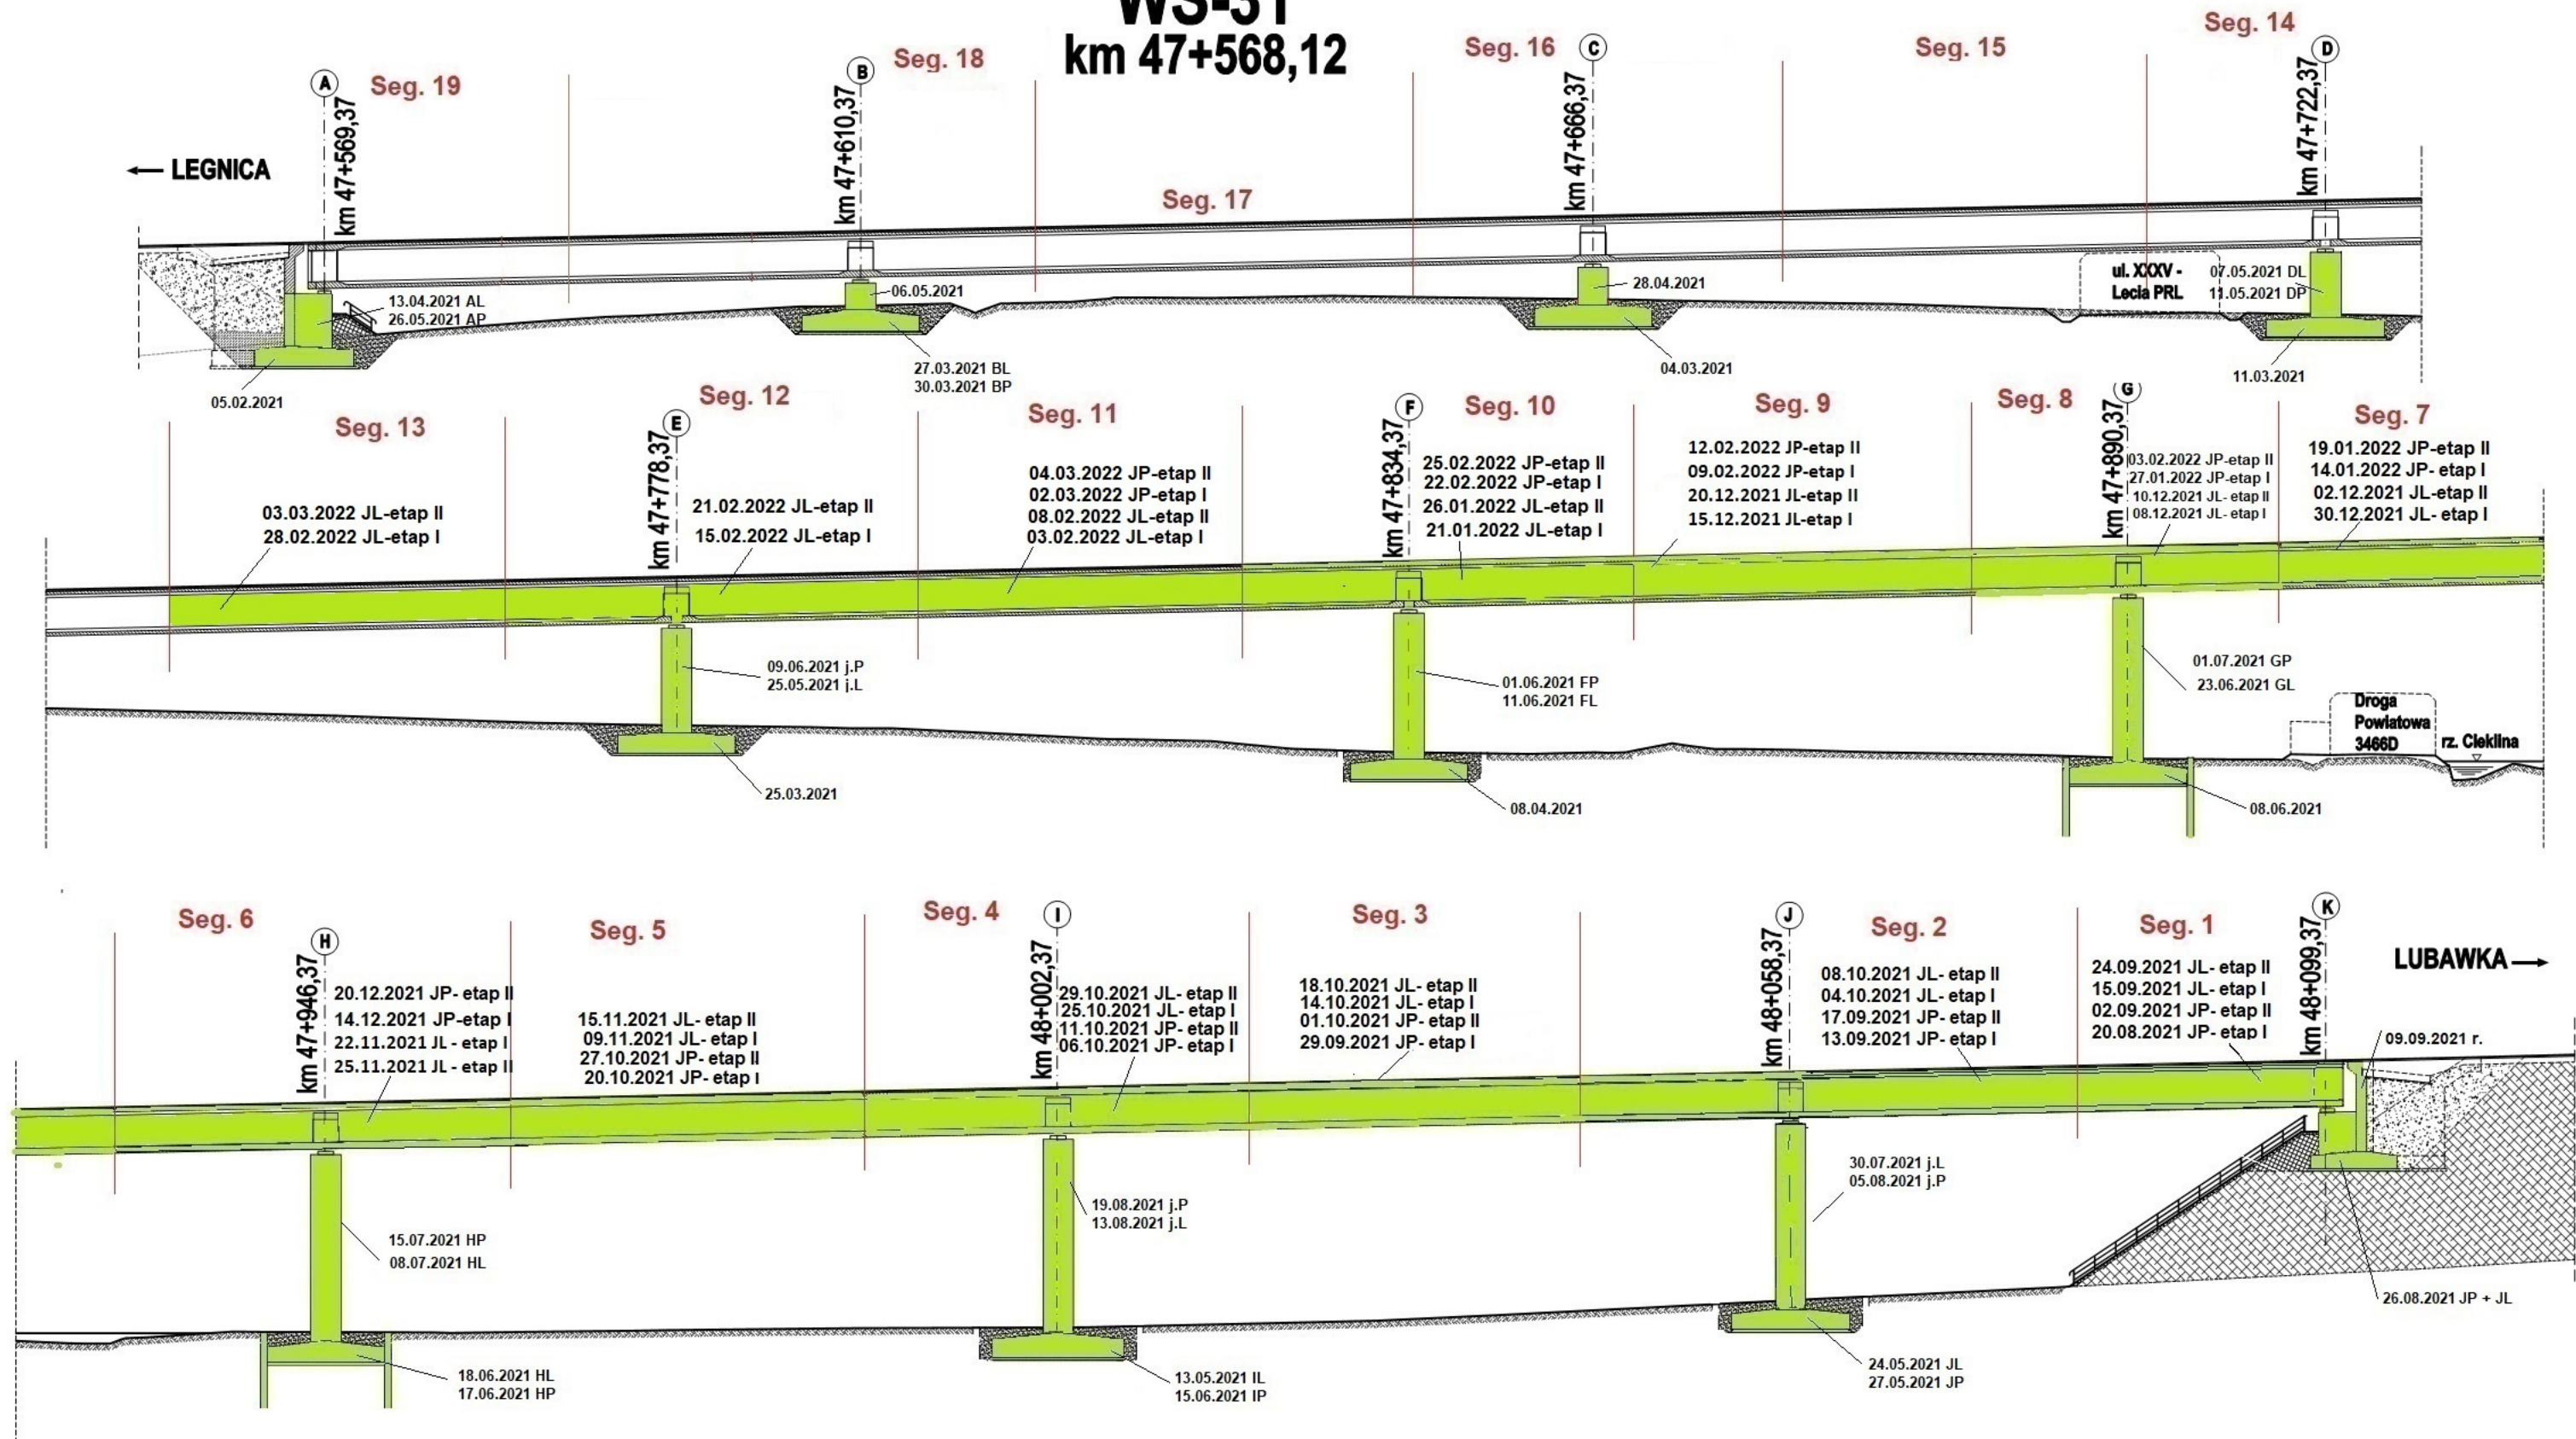 WS-31
km 47+568,12
Seg. 19
Seg. 18
Seg. 17
Seg. 16
Seg. 15
Seg. 14
A
km 47+569,37
B
km 47+610,37
C
km 47+666,37
D
km 47+722,37
← LEGNICA
13.04.2021 AL
26.05.2021 AP
05.02.2021
06.05.2021
27.03.2021 BL
30.03.2021 BP
28.04.2021
04.03.2021
ul. XXXV -
Lecia PRL
07.05.2021 DL
11.05.2021 DP
11.03.2021
Seg. 13
03.03.2022 JL-etap II
28.02.2022 JL-etap I
E
km 47+778,37
Seg. 12
21.02.2022 JL-etap II
15.02.2022 JL-etap I
Seg. 11
04.03.2022 JP-etap II
02.03.2022 JP-etap I
08.02.2022 JL-etap II
03.02.2022 JL-etap I
F
km 47+834,37
Seg. 10
25.02.2022 JP-etap II
22.02.2022 JP-etap I
26.01.2022 JL-etap II
21.01.2022 JL-etap I
Seg. 9
12.02.2022 JP-etap II
09.02.2022 JP-etap I
20.12.2021 JL-etap II
15.12.2021 JL-etap I
Seg. 8
G
km 47+890,37
03.02.2022 JP-etap II
27.01.2022 JP-etap I
10.12.2021 JL- etap II
08.12.2021 JL- etap I
Seg. 7
19.01.2022 JP-etap II
14.01.2022 JP- etap I
02.12.2021 JL-etap II
30.12.2021 JL- etap I
09.06.2021 j.P
25.05.2021 j.L
25.03.2021
01.06.2021 FP
11.06.2021 FL
08.04.2021
01.07.2021 GP
23.06.2021 GL
08.06.2021
Droga
Powiatowa
3466D
rz. Cieklina
Seg. 6
H
km 47+946,37
20.12.2021 JP- etap II
14.12.2021 JP-etap I
22.11.2021 JL - etap I
25.11.2021 JL - etap II
Seg. 5
15.11.2021 JL- etap II
09.11.2021 JL- etap I
27.10.2021 JP- etap II
20.10.2021 JP- etap I
Seg. 4
I
km 48+002,37
29.10.2021 JL- etap II
25.10.2021 JL- etap I
11.10.2021 JP- etap II
06.10.2021 JP- etap I
Seg. 3
18.10.2021 JL- etap II
14.10.2021 JL- etap I
01.10.2021 JP- etap II
29.09.2021 JP- etap I
J
km 48+058,37
Seg. 2
08.10.2021 JL- etap II
04.10.2021 JL- etap I
17.09.2021 JP- etap II
13.09.2021 JP- etap I
Seg. 1
24.09.2021 JL- etap II
15.09.2021 JL- etap I
02.09.2021 JP- etap II
20.08.2021 JP- etap I
K
km 48+099,37
LUBAWKA →
09.09.2021 r.
15.07.2021 HP
08.07.2021 HL
18.06.2021 HL
17.06.2021 HP
19.08.2021 j.P
13.08.2021 j.L
13.05.2021 IL
15.06.2021 IP
30.07.2021 j.L
05.08.2021 j.P
24.05.2021 JL
27.05.2021 JP
26.08.2021 JP + JL